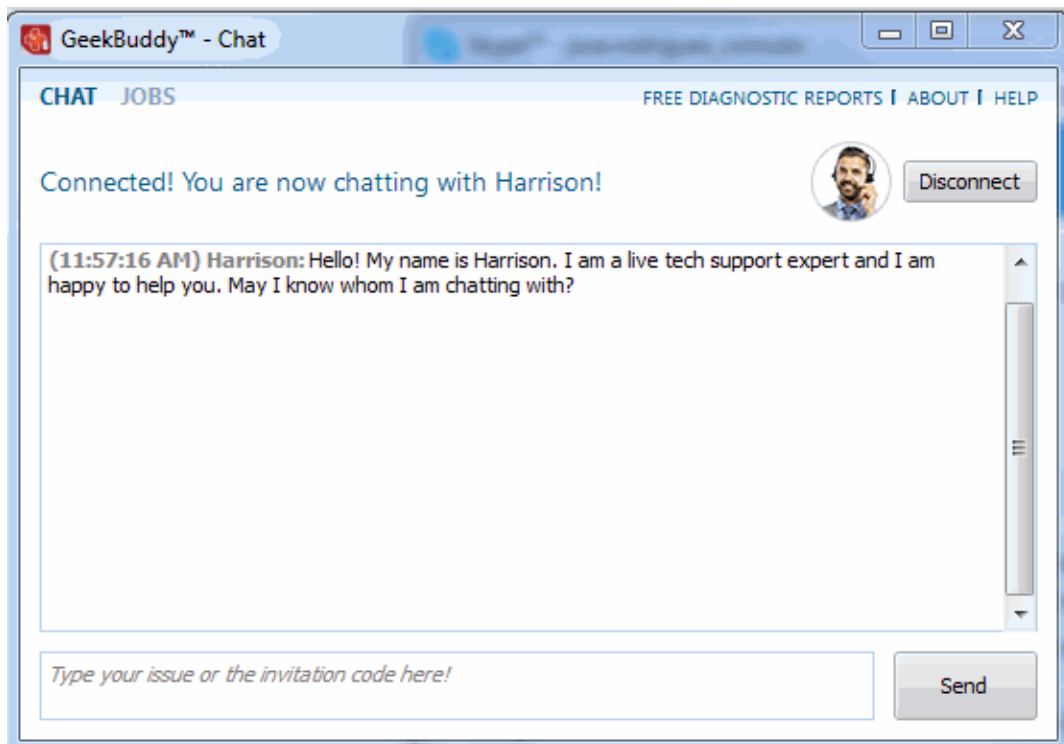 GeekBuddy™ - Chat
CHAT JOBS
FREE DIAGNOSTIC REPORTS | ABOUT | HELP
Connected! You are now chatting with Harrison!
Disconnect
(11:57:16 AM) Harrison: Hello! My name is Harrison. I am a live tech support expert and I am
happy to help you. May I know whom I am chatting with?
Type your issue or the invitation code here!
Send